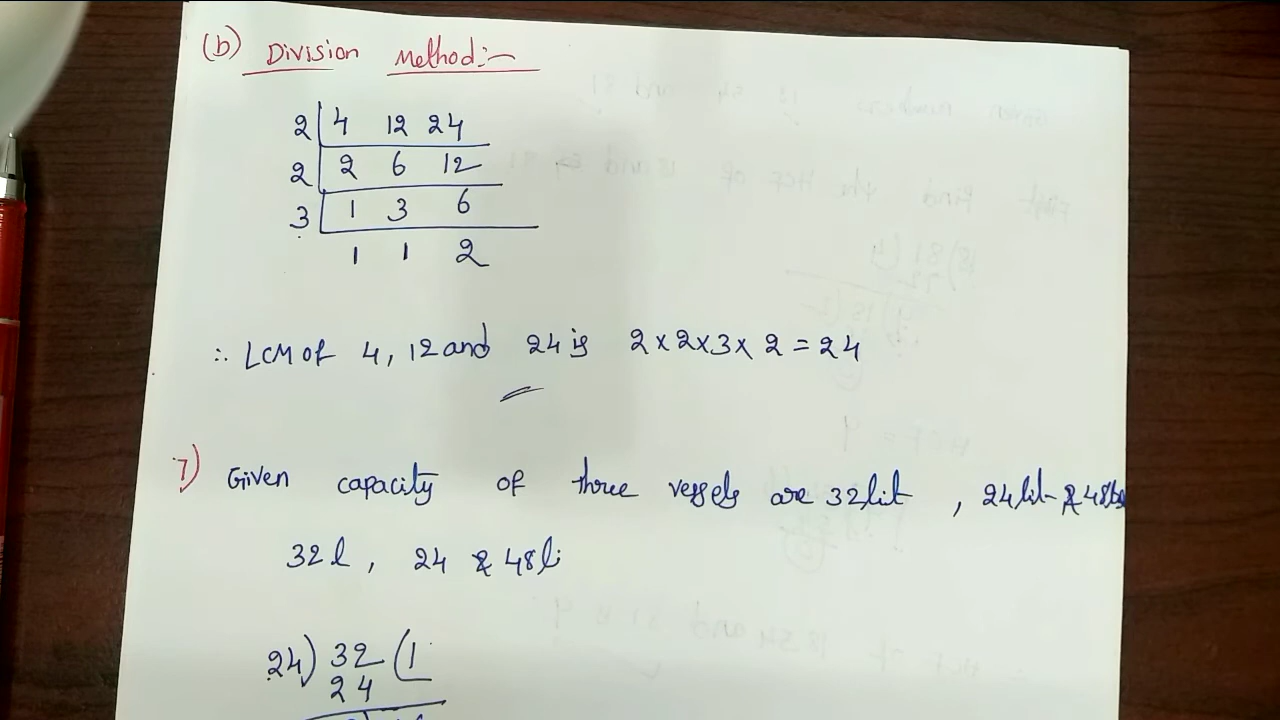 (b) Division Method:-
2 | 4 12 24
2 | 2 6 12
3 | 1 3 6
1 1 2
∴ LCM of 4, 12 and 24 is 2 x 2 x 3 x 2 = 24
7) Given capacity of three vessels are 32 lit , 24 lit & 48
32 l , 24 & 48 li
24) 32 (1
24